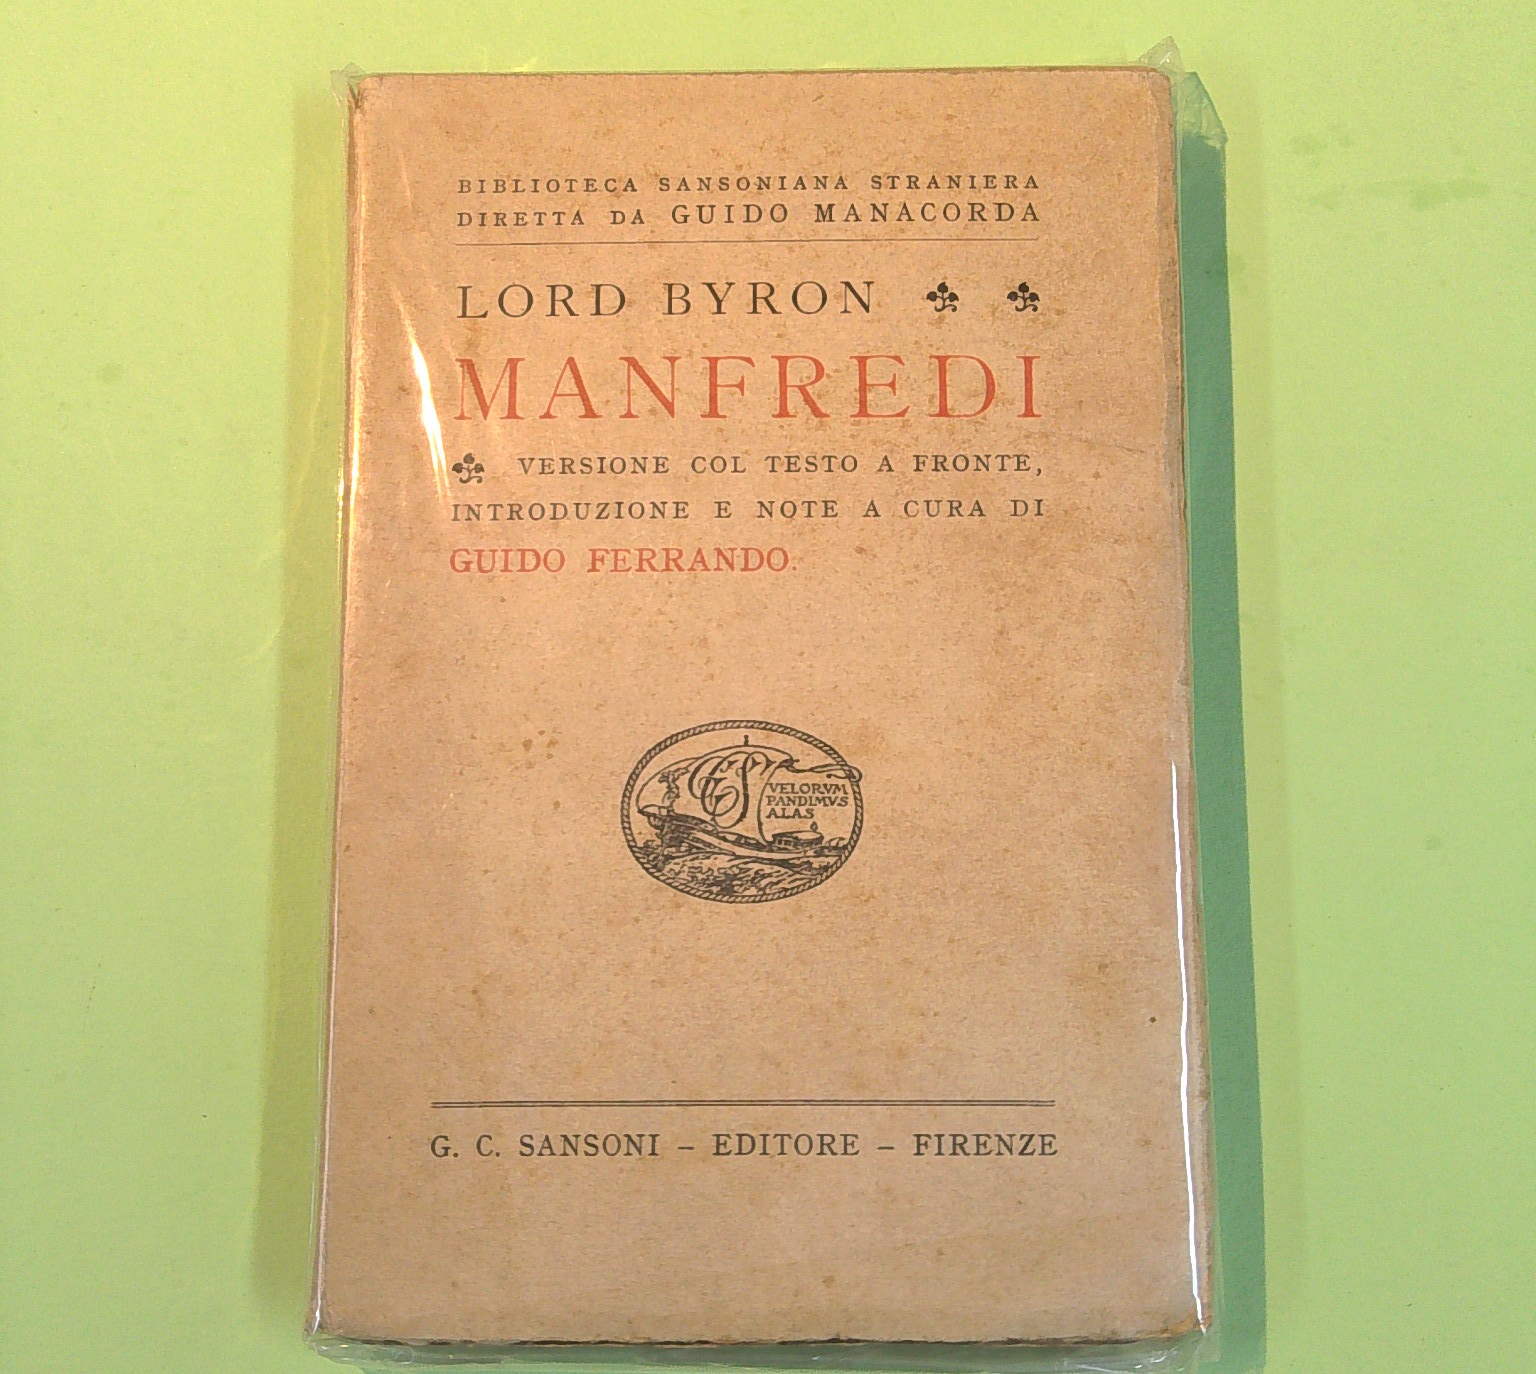 BIBLIOTECA SANSONIANA STRANIERA
DIRETTA DA GUIDO MANACORDA
LORD BYRON
MANFREDI
VERSIONE COL TESTO A FRONTE,
INTRODUZIONE E NOTE A CURA DI
GUIDO FERRANDO.
GCS
VELORVM
PANDIMVS
ALAS
G. C. SANSONI – EDITORE – FIRENZE